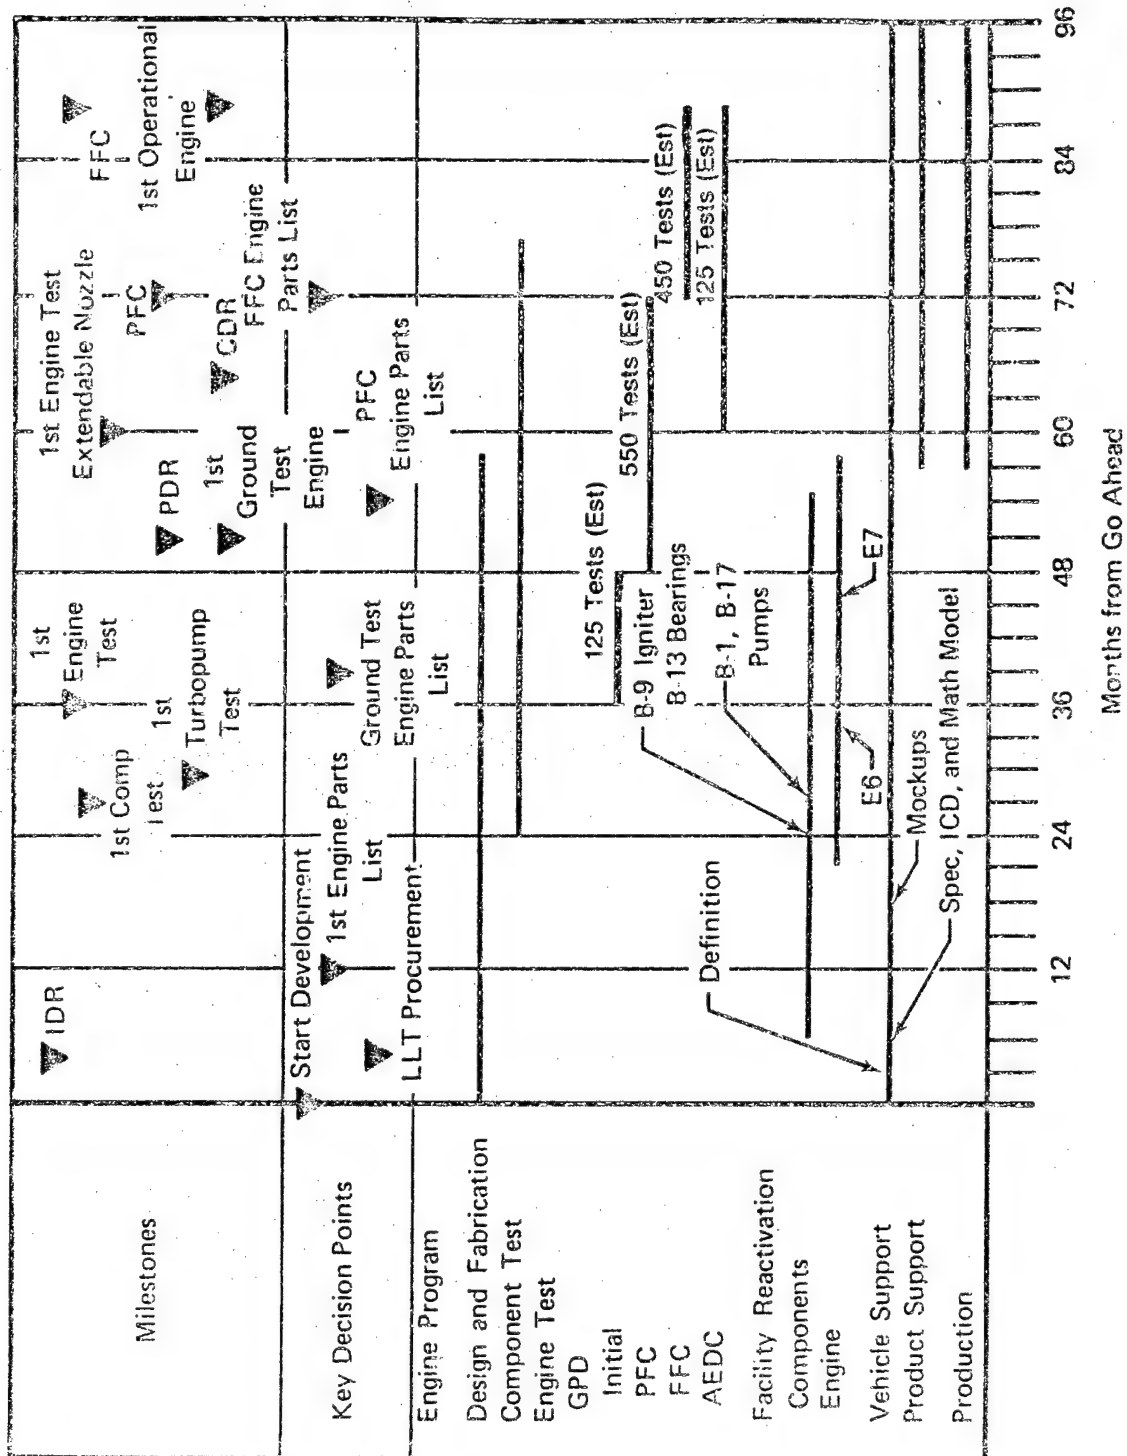 Milestones
IDR
1st Comp
Test
1st
Engine
Test
1st
Turbopump
Test
PDR
1st
Ground
Test
Engine
1st Engine Test
Extendable Nozzle
PFC
CDR
FFC
1st Operational
Engine
Key Decision Points
Start Development
1st Engine Parts
List
LLT Procurement
Ground Test
Engine Parts
List
PFC
Engine Parts
List
FFC Engine
Parts List
Engine Program
Design and Fabrication
Component Test
Engine Test
GPD
Initial
125 Tests (Est)
PFC
550 Tests (Est)
FFC
450 Tests (Est)
AEDC
125 Tests (Est)
Facility Reactivation
Components
B-9 Igniter
B-13 Bearings
B-1, B-17
Pumps
Engine
E6
E7
Vehicle Support
Definition
Mockups
Spec, ICD, and Math Model
Product Support
Production
12
24
36
48
60
72
84
96
Months from Go Ahead